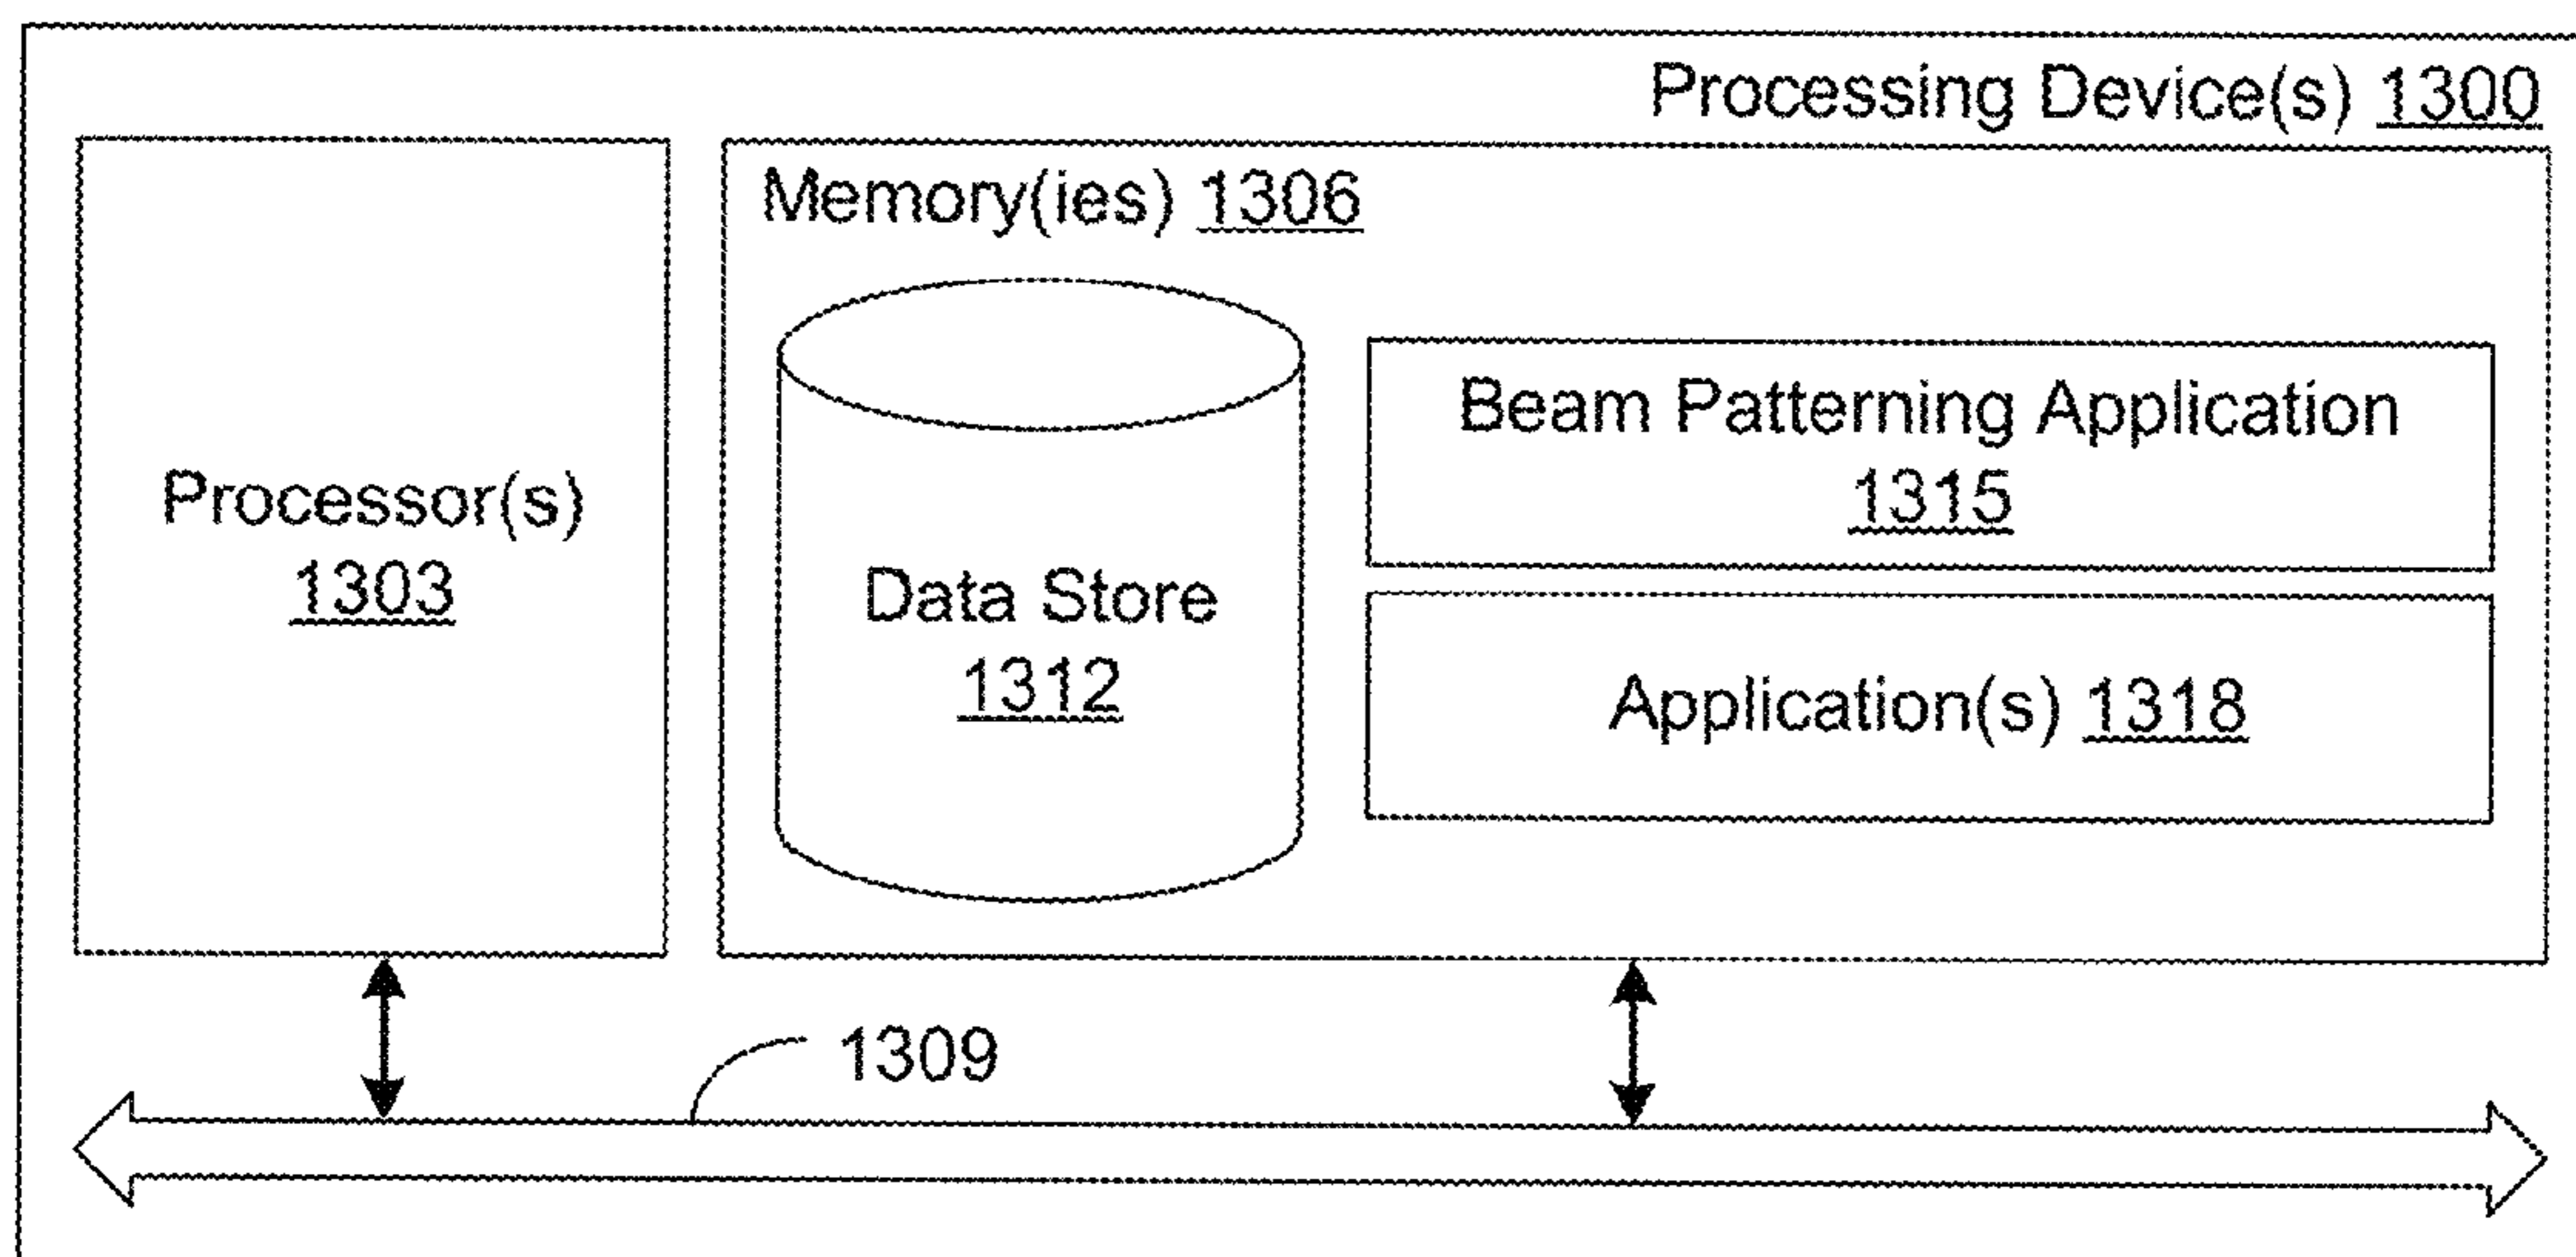 Processing Device(s) 1300
Memory(ies) 1306
Processor(s)
1303
Data Store
1312
Beam Patterning Application
1315
Application(s) 1318
1309